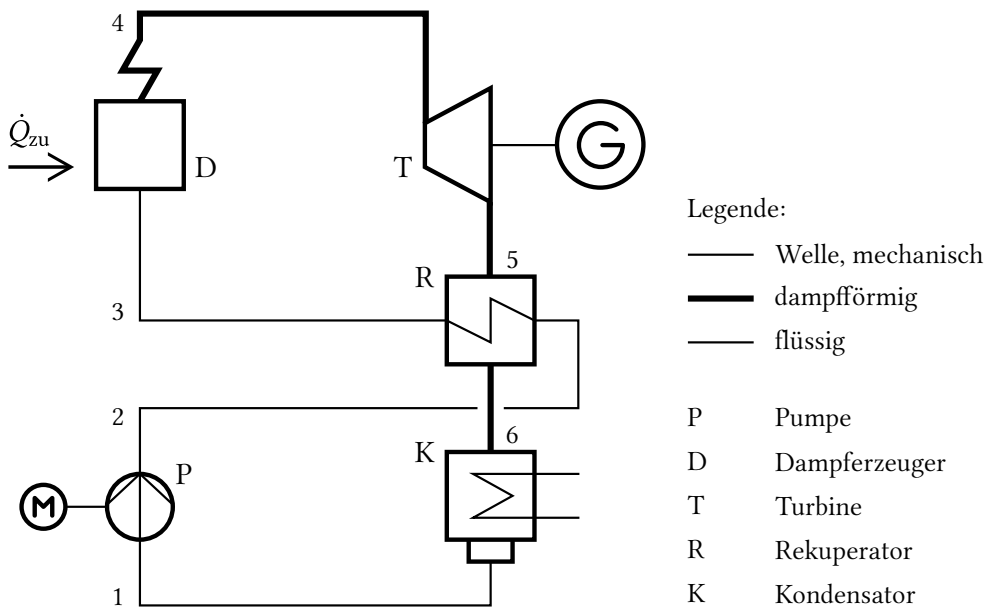 4
Q̇zu
D
T
G
5
R
3
2
6
K
P
M
1
Legende:
Welle, mechanisch
dampfförmig
flüssig
P Pumpe
D Dampferzeuger
T Turbine
R Rekuperator
K Kondensator